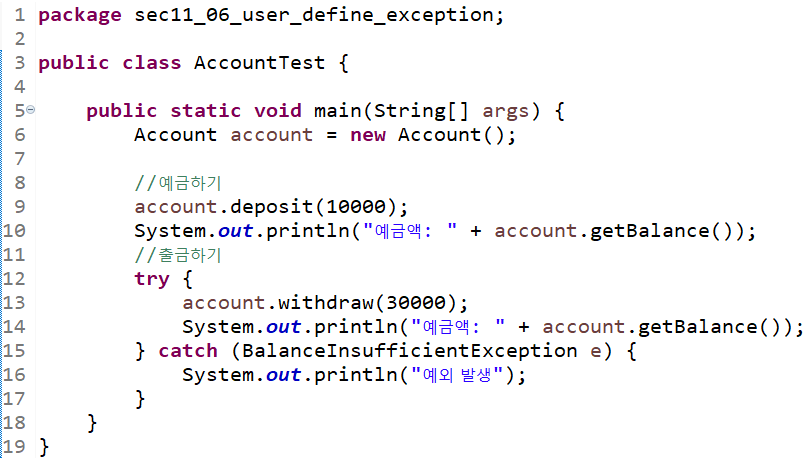 1 package sec11_06_user_define_exception;
2
3 public class AccountTest {
4
5     public static void main(String[] args) {
6         Account account = new Account();
7
8         //예금하기
9         account.deposit(10000);
10         System.out.println("예금액: " + account.getBalance());
11         //출금하기
12         try {
13             account.withdraw(30000);
14             System.out.println("예금액: " + account.getBalance());
15         } catch (BalanceInsufficientException e) {
16             System.out.println("예외 발생");
17         }
18     }
19 }